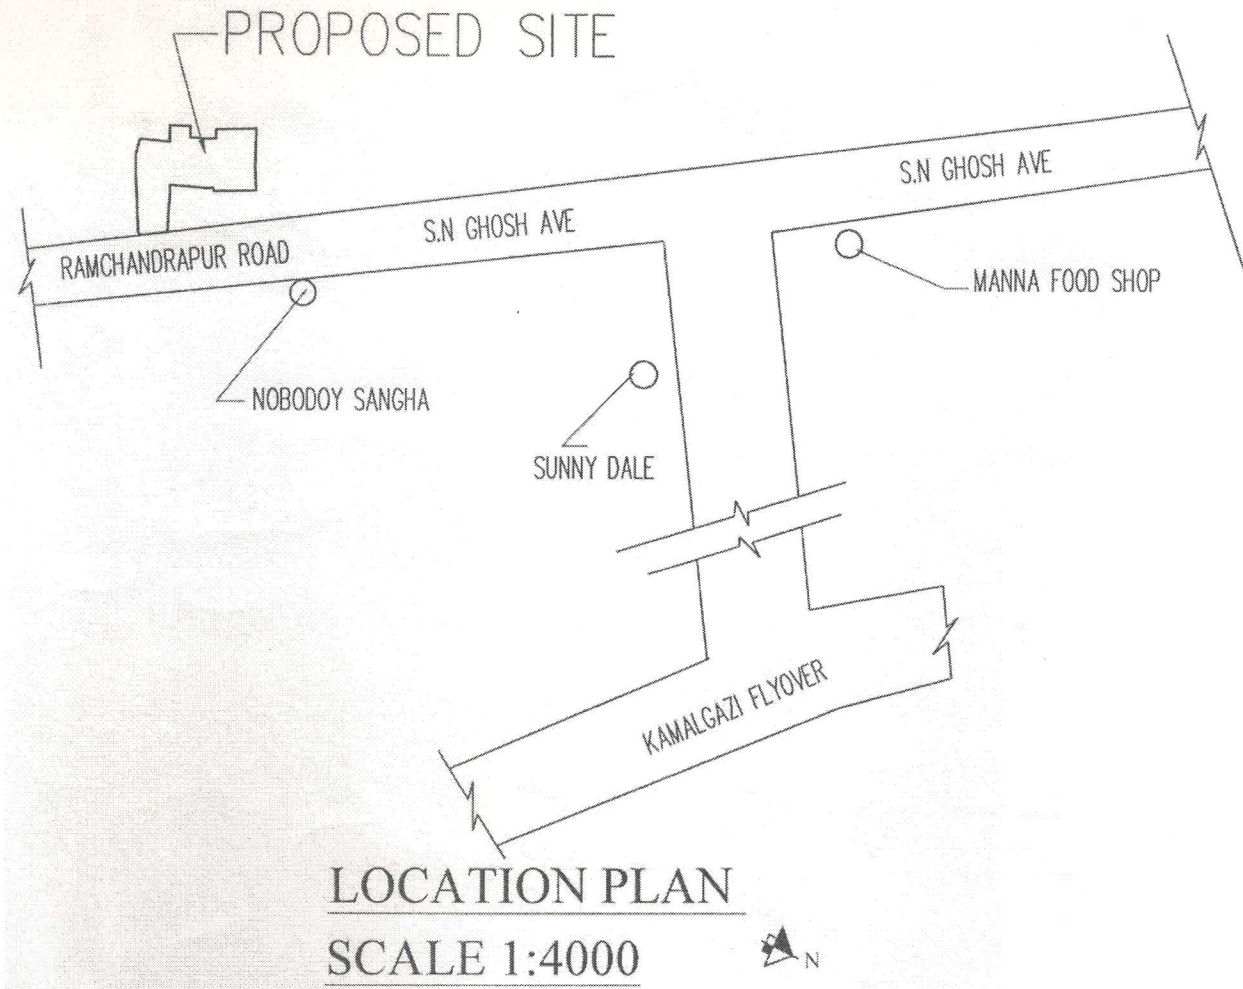 PROPOSED SITE
S.N GHOSH AVE
S.N GHOSH AVE
RAMCHANDRAPUR ROAD
MANNA FOOD SHOP
NOBODOY SANGHA
SUNNY DALE
KAMALGAZI FLYOVER
LOCATION PLAN
SCALE 1:4000
N